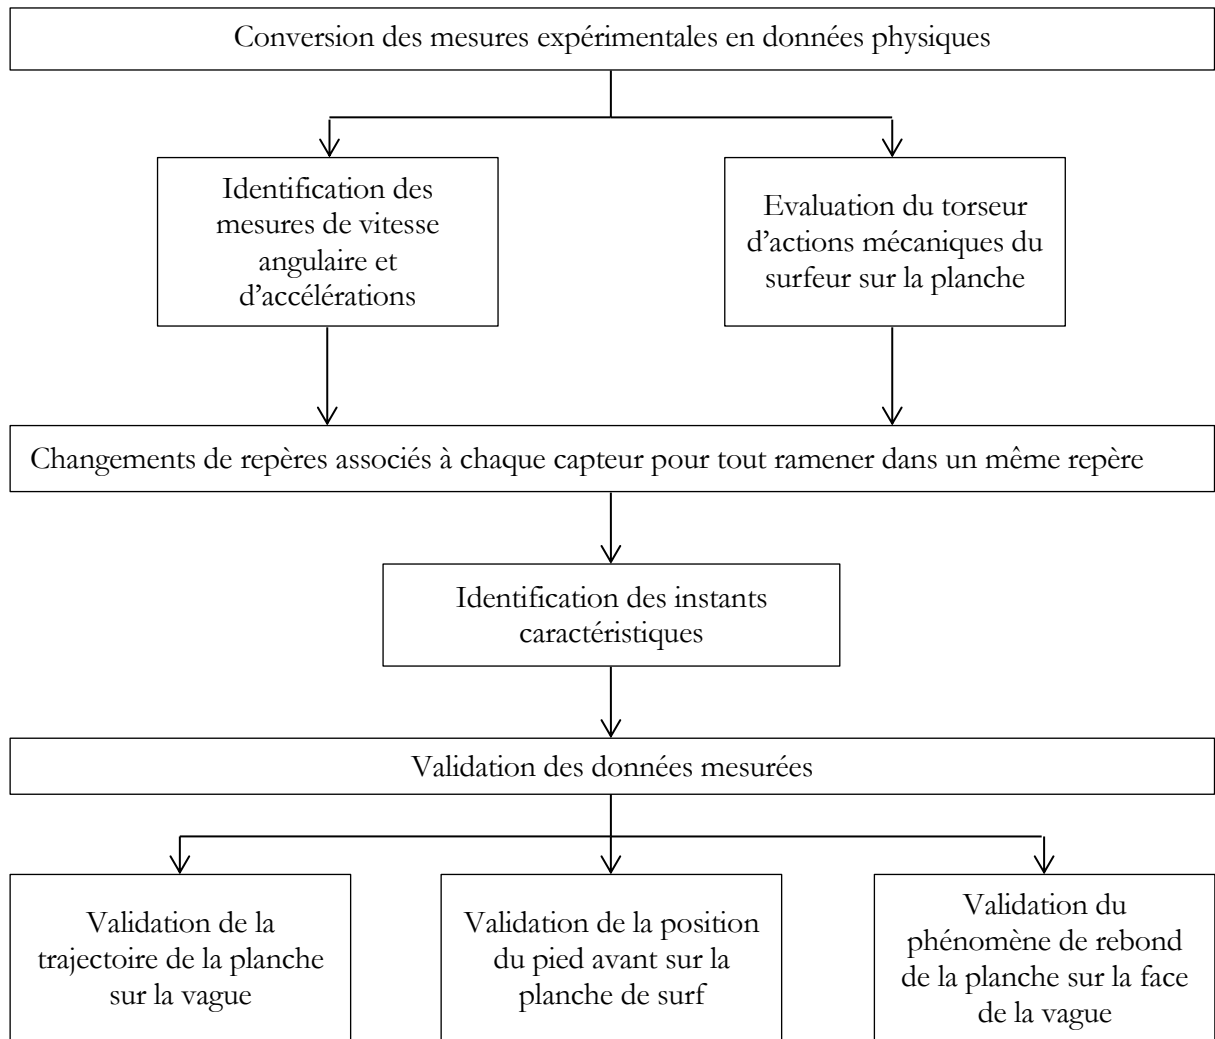 Conversion des mesures expérimentales en données physiques
Identification des
mesures de vitesse
angulaire et
d'accélérations
Evaluation du torseur
d'actions mécaniques du
surfeur sur la planche
Changements de repères associés à chaque capteur pour tout ramener dans un même repère
Identification des instants
caractéristiques
Validation des données mesurées
Validation de la
trajectoire de la planche
sur la vague
Validation de la position
du pied avant sur la
planche de surf
Validation du
phénomène de rebond
de la planche sur la face
de la vague